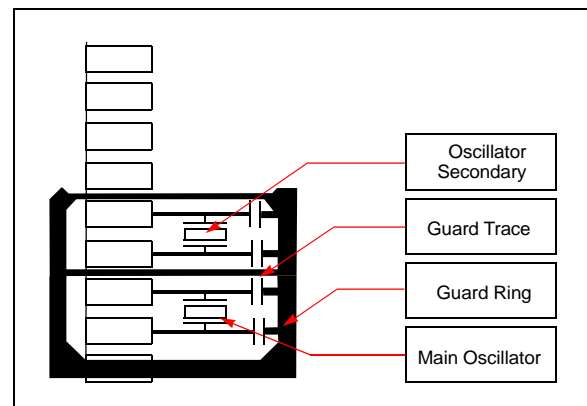 Oscillator
Secondary
Guard Trace
Guard Ring
Main Oscillator